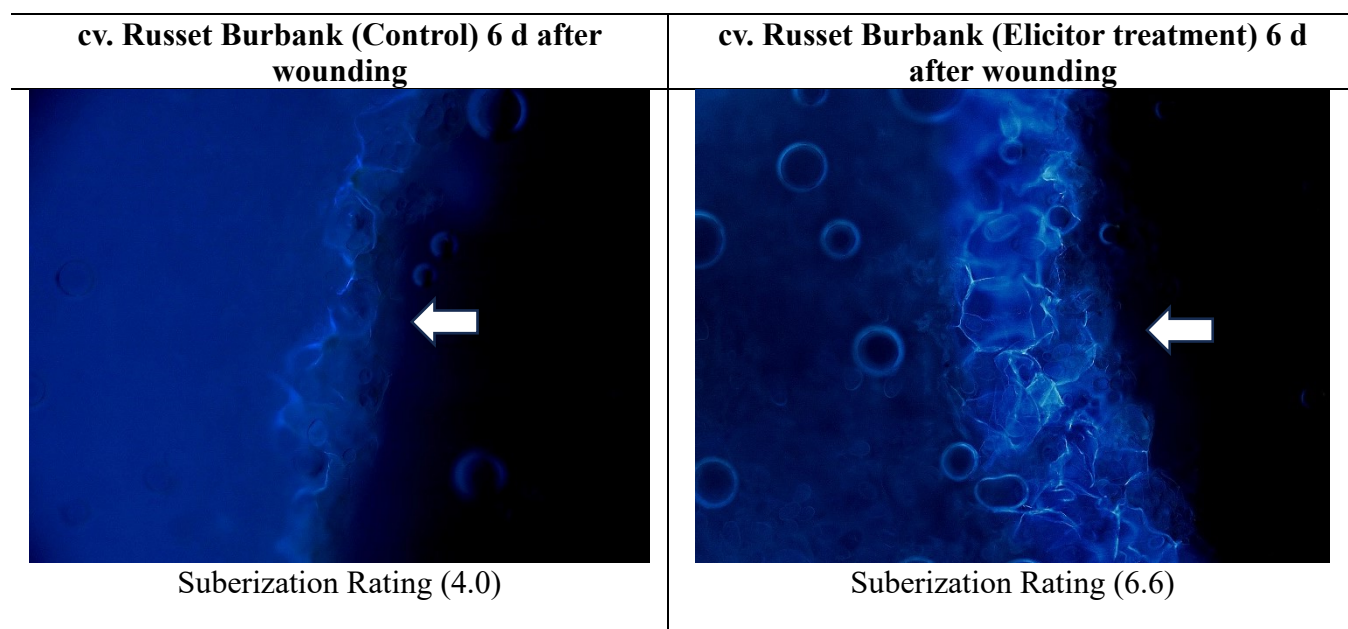 cv. Russet Burbank (Control) 6 d after
wounding
cv. Russet Burbank (Elicitor treatment) 6 d
after wounding
Suberization Rating (4.0)
Suberization Rating (6.6)